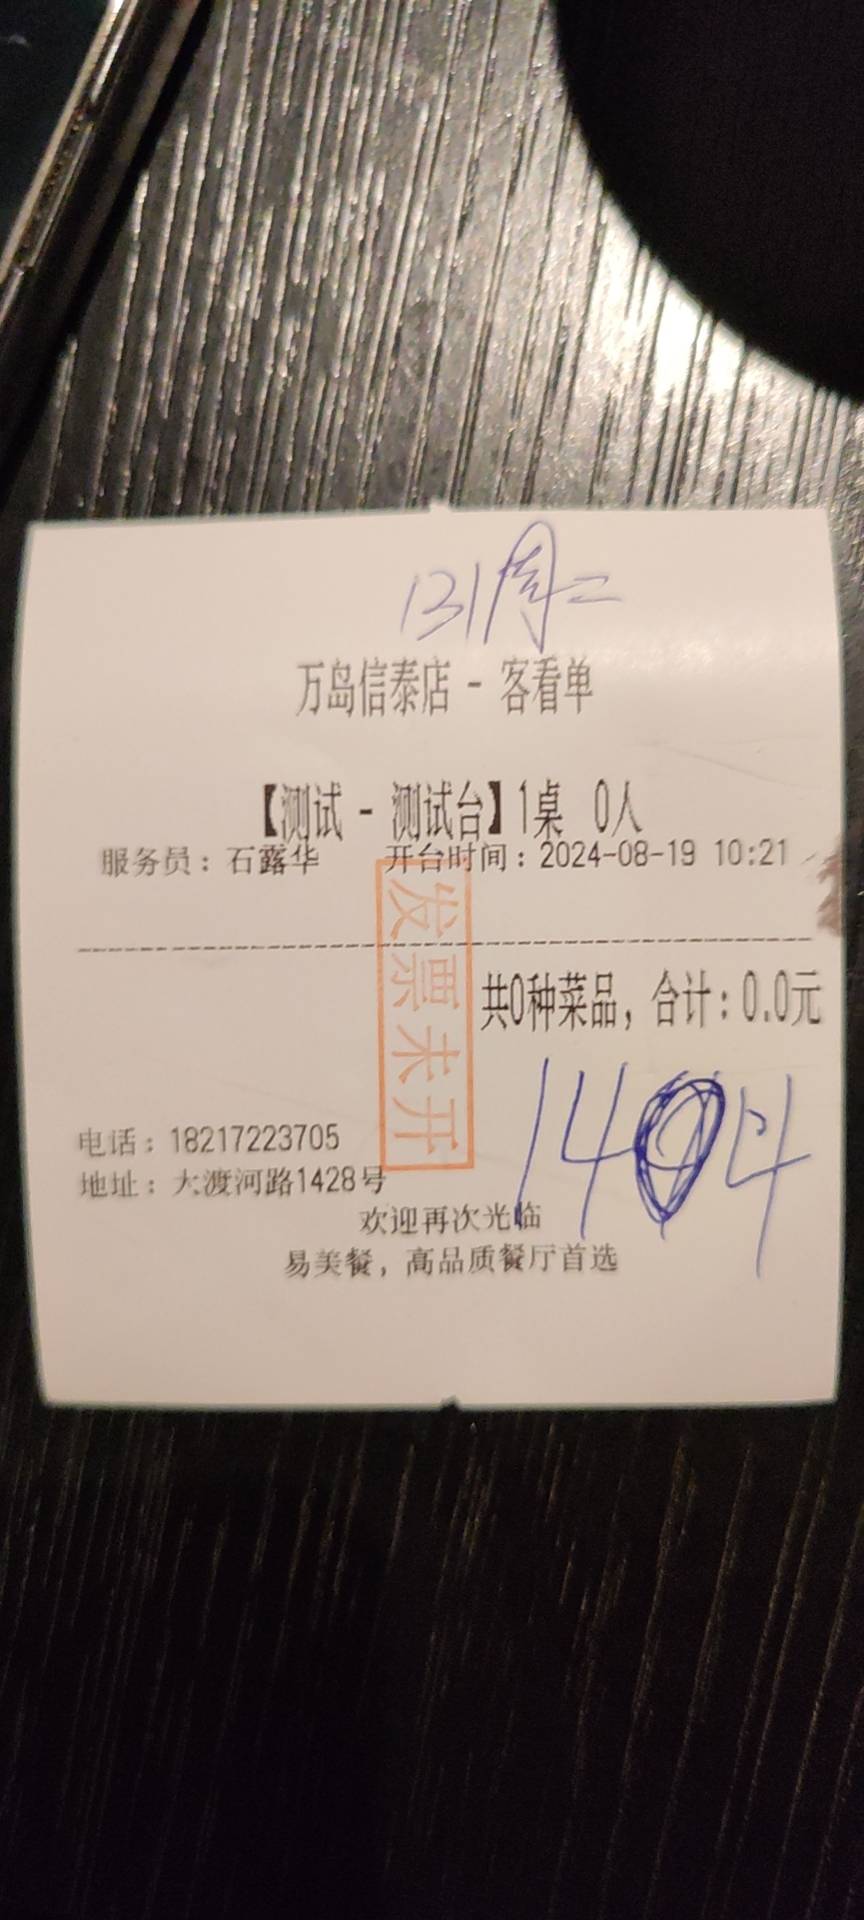 131周二
万岛信泰店 - 客看单
【测试 - 测试台】1桌 0人
服务员：石露华 开台时间：2024-08-19 10:21
发票未开
共0种菜品，合计：0.0元
1404
电话：18217223705
地址：大渡河路1428号
欢迎再次光临
易美餐，高品质餐厅首选